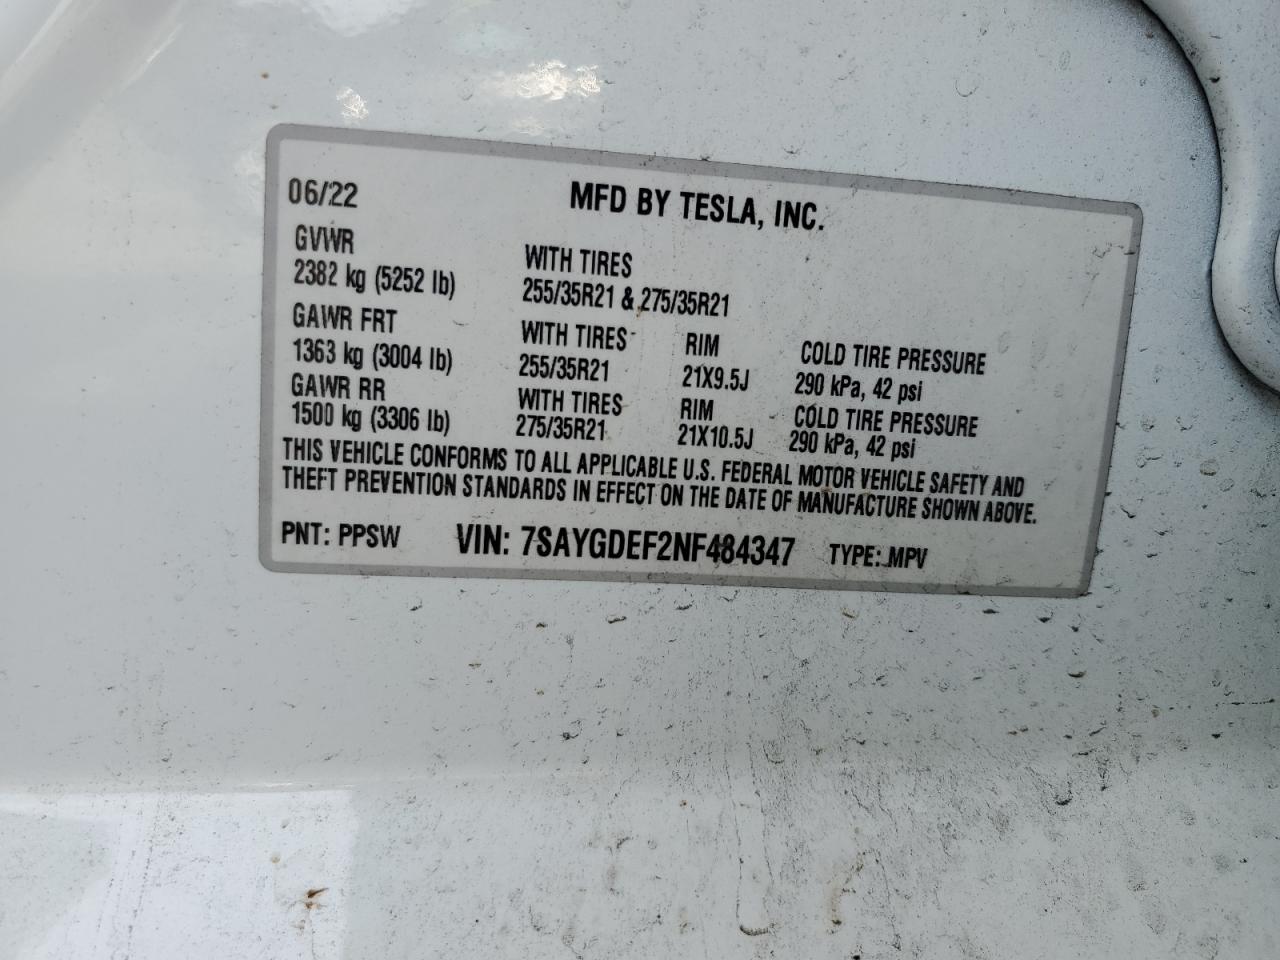 06/22 MFD BY TESLA, INC.
GVWR WITH TIRES
2382 kg (5252 lb) 255/35R21 & 275/35R21
GAWR FRT WITH TIRES RIM COLD TIRE PRESSURE
1363 kg (3004 lb) 255/35R21 21X9.5J 290 kPa, 42 psi
GAWR RR WITH TIRES RIM COLD TIRE PRESSURE
1500 kg (3306 lb) 275/35R21 21X10.5J 290 kPa, 42 psi
THIS VEHICLE CONFORMS TO ALL APPLICABLE U.S. FEDERAL MOTOR VEHICLE SAFETY AND
THEFT PREVENTION STANDARDS IN EFFECT ON THE DATE OF MANUFACTURE SHOWN ABOVE.
PNT: PPSW VIN: 7SAYGDEF2NF484347 TYPE: MPV